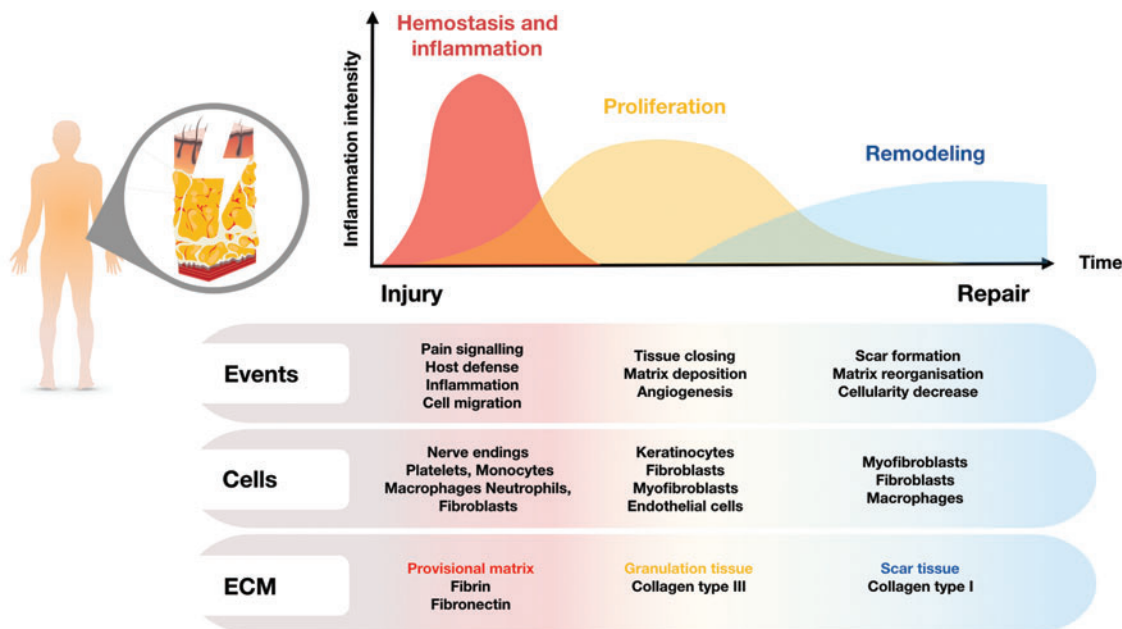 Hemostasis and
inflammation
Proliferation
Remodeling
Inflammation intensity
Time
Injury
Repair
Events
Pain signalling
Host defense
Inflammation
Cell migration
Tissue closing
Matrix deposition
Angiogenesis
Scar formation
Matrix reorganisation
Cellularity decrease
Cells
Nerve endings
Platelets, Monocytes
Macrophages Neutrophils,
Fibroblasts
Keratinocytes
Fibroblasts
Myofibroblasts
Endothelial cells
Myofibroblasts
Fibroblasts
Macrophages
ECM
Provisional matrix
Fibrin
Fibronectin
Granulation tissue
Collagen type III
Scar tissue
Collagen type I